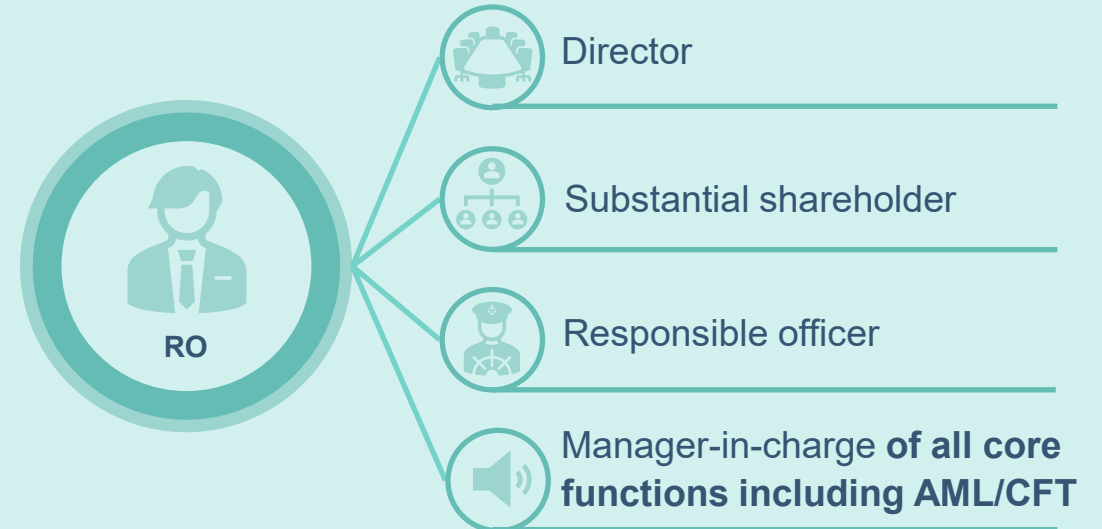 Director
Substantial shareholder
RO
Responsible officer
Manager-in-charge of all core
functions including AML/CFT